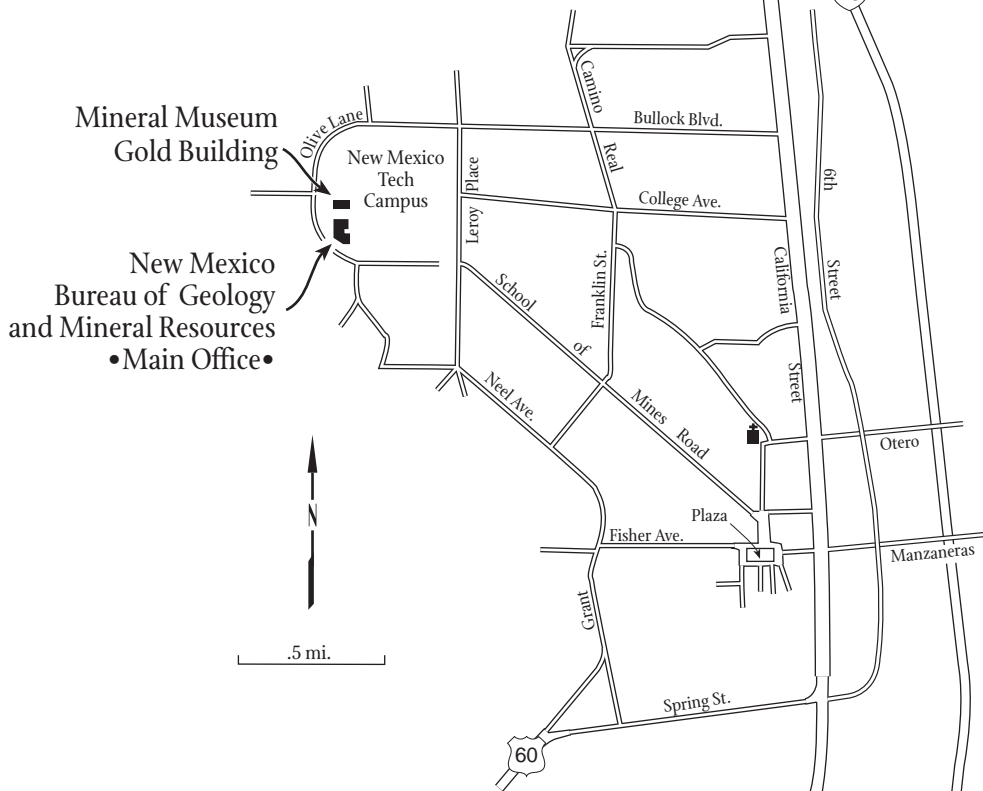 Mineral Museum
Gold Building
Olive Lane
New Mexico
Tech
Campus
New Mexico
Bureau of Geology
and Mineral Resources
•Main Office•
Camino
Real
Bullock Blvd.
Leroy Place
College Ave.
6th
Street
Franklin St.
California
Street
School
of
Mines
Road
Neel Ave.
Otero
N
Plaza
Fisher Ave.
Manzaneras
Grant
.5 mi.
Spring St.
60